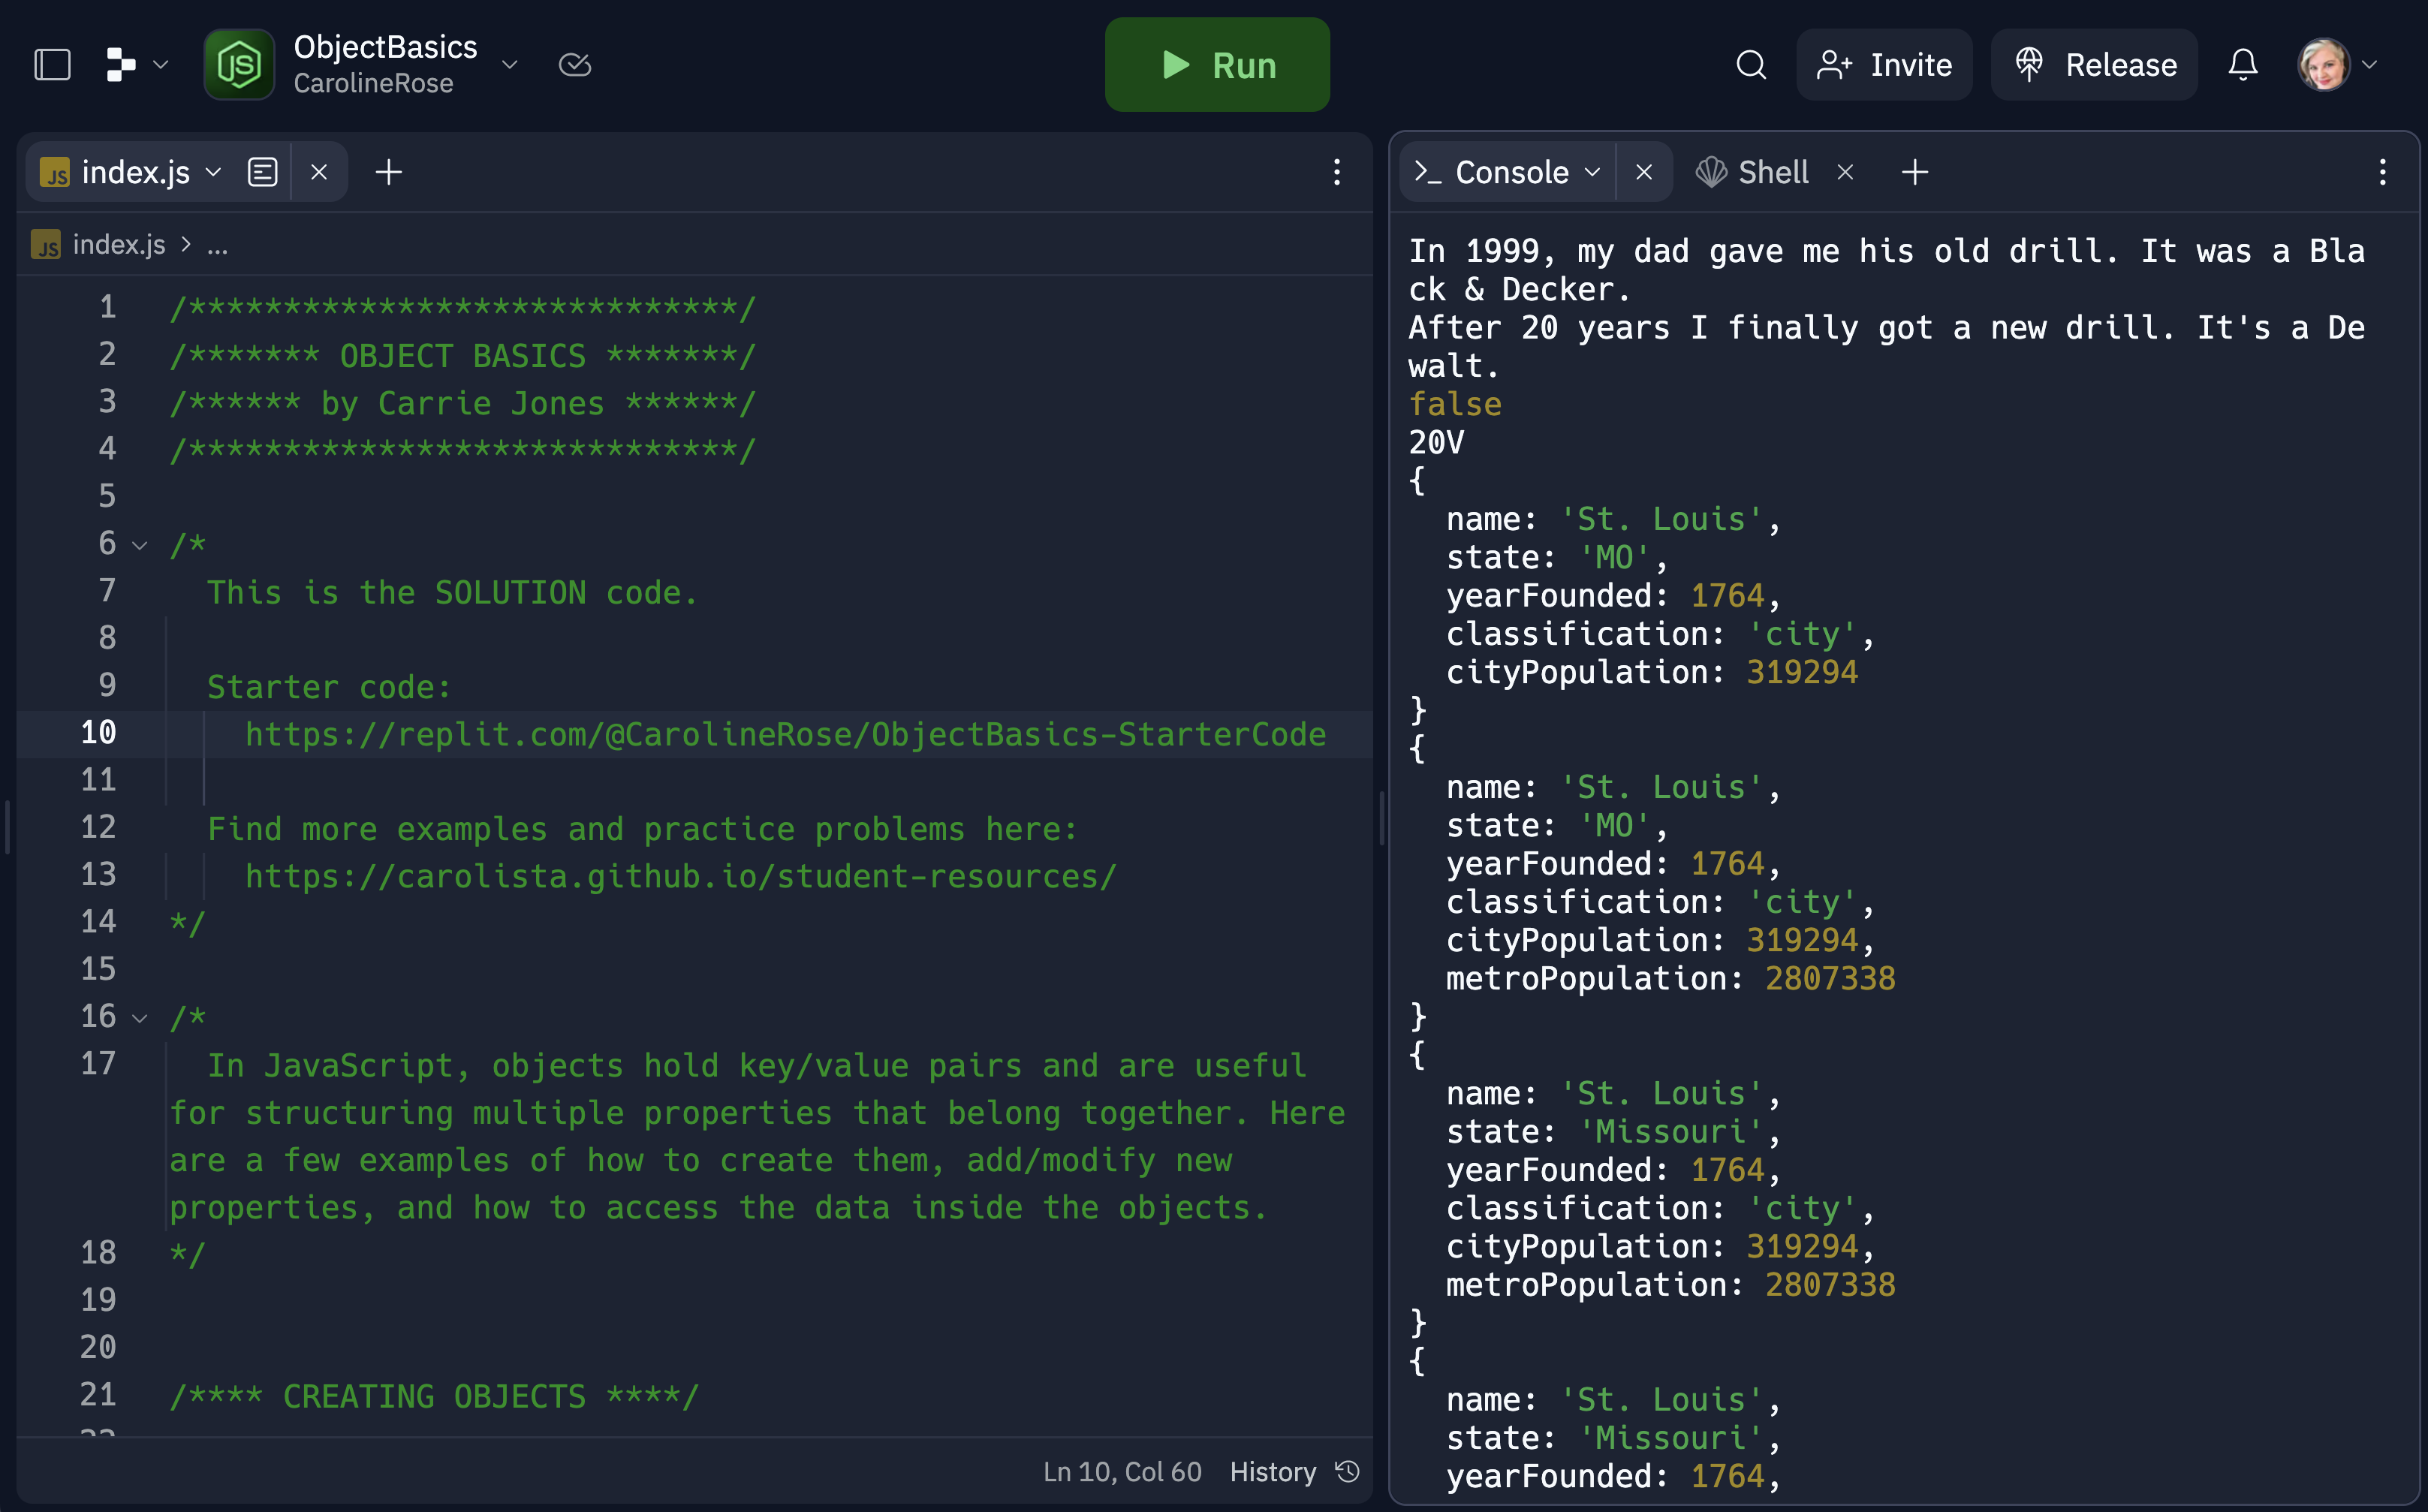 ObjectBasics
CarolineRose
Run
Invite
Release
JS index.js
JS index.js > ...
1 /*****************************/
2 /******* OBJECT BASICS *******/
3 /****** by Carrie Jones ******/
4 /*****************************/
5
6 /*
7 This is the SOLUTION code.
8
9 Starter code:
10 https://replit.com/@CarolineRose/ObjectBasics-StarterCode
11
12 Find more examples and practice problems here:
13 https://carolista.github.io/student-resources/
14 */
15
16 /*
17 In JavaScript, objects hold key/value pairs and are useful
for structuring multiple properties that belong together. Here
are a few examples of how to create them, add/modify new
properties, and how to access the data inside the objects.
18 */
19
20
21 /**** CREATING OBJECTS ****/
Ln 10, Col 60 History
>_ Console
Shell
In 1999, my dad gave me his old drill. It was a Bla
ck & Decker.
After 20 years I finally got a new drill. It's a De
walt.
false
20V
{
name: 'St. Louis',
state: 'MO',
yearFounded: 1764,
classification: 'city',
cityPopulation: 319294
}
{
name: 'St. Louis',
state: 'MO',
yearFounded: 1764,
classification: 'city',
cityPopulation: 319294,
metroPopulation: 2807338
}
{
name: 'St. Louis',
state: 'Missouri',
yearFounded: 1764,
classification: 'city',
cityPopulation: 319294,
metroPopulation: 2807338
}
{
name: 'St. Louis',
state: 'Missouri',
yearFounded: 1764,